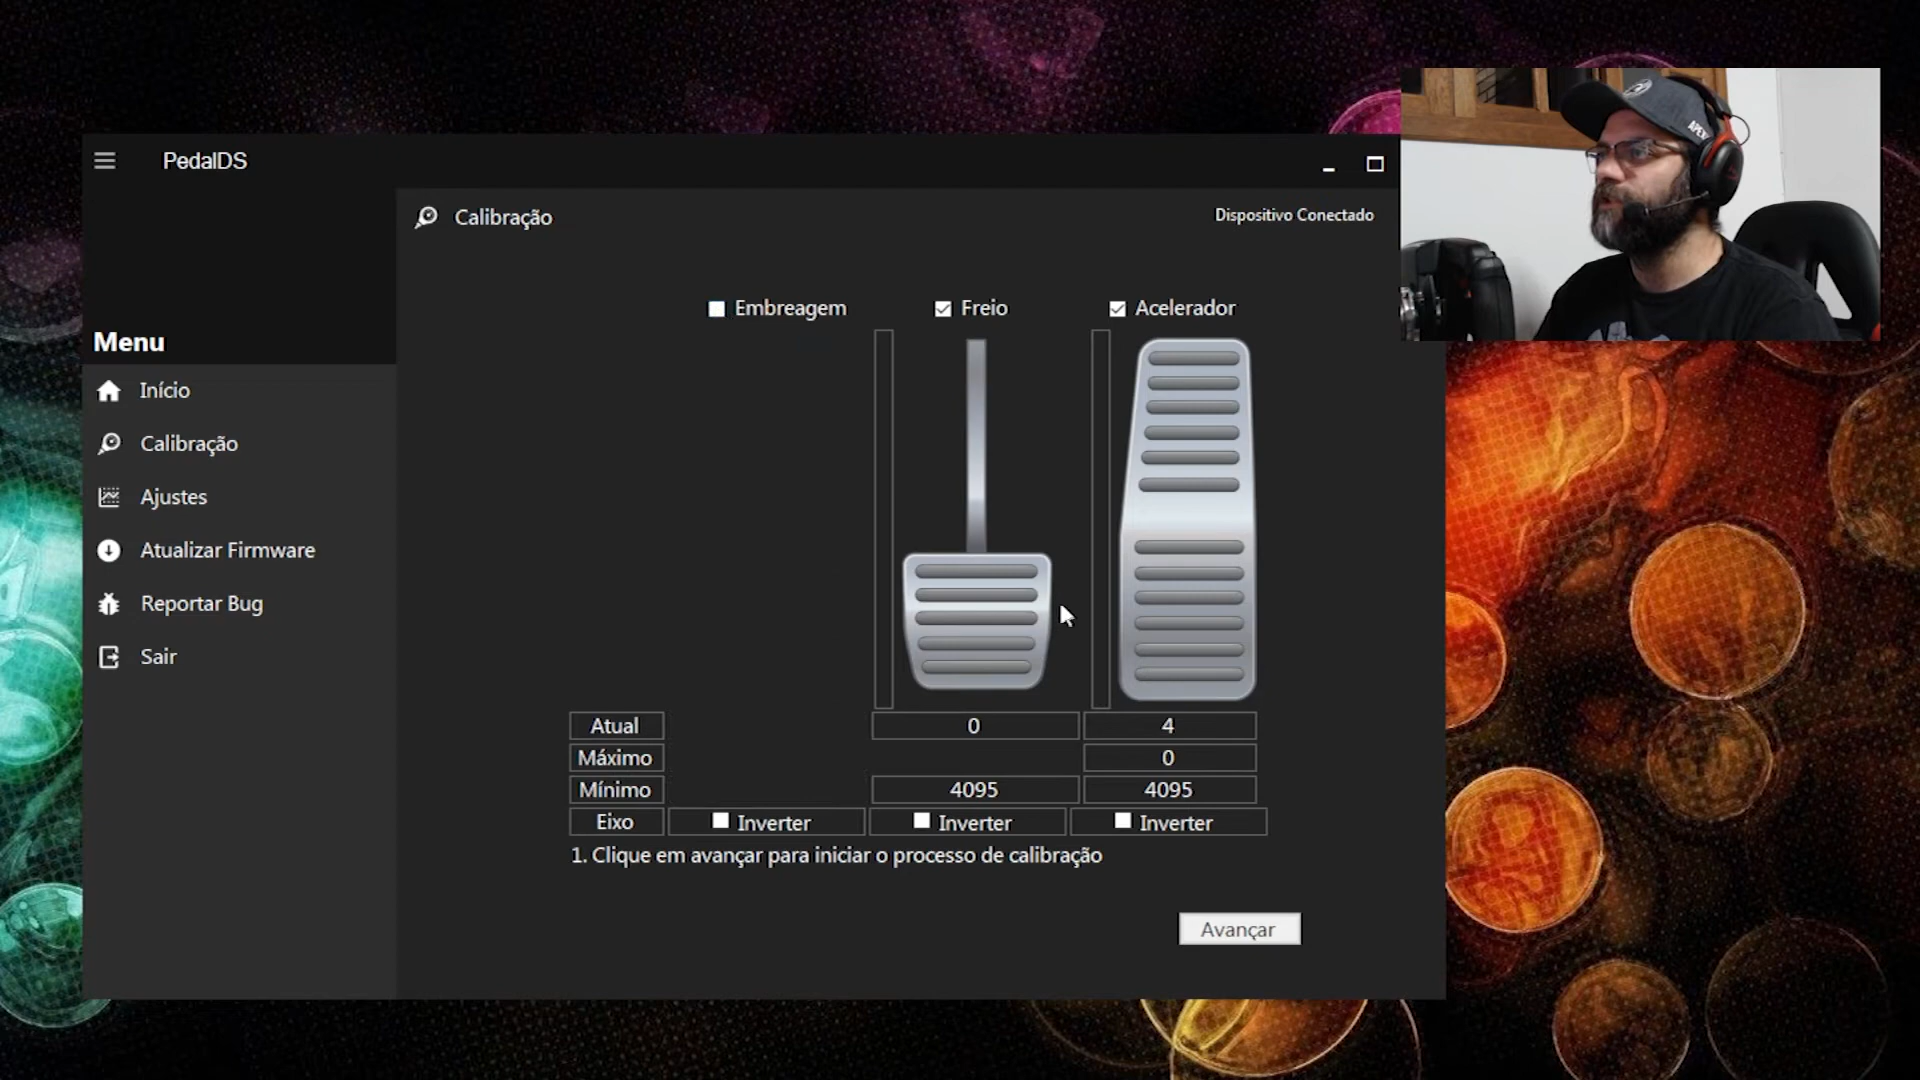 PedalDS
Calibração
Dispositivo Conectado
Menu
Início
Calibração
Ajustes
Atualizar Firmware
Reportar Bug
Sair
Embreagem
Freio
Acelerador
Atual 0 4
Máximo 0
Mínimo 4095 4095
Eixo Inverter Inverter Inverter
1. Clique em avançar para iniciar o processo de calibração
Avançar
APEX